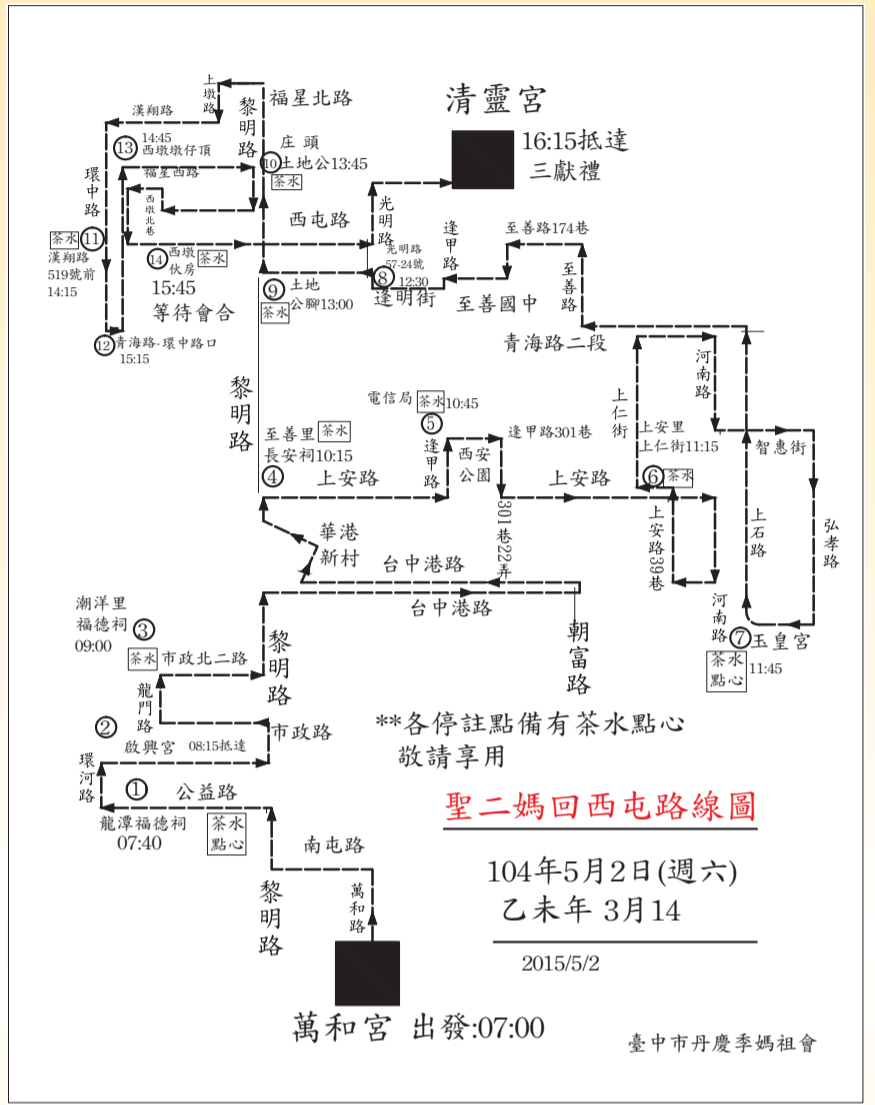 清靈宮
16:15抵達
三獻禮
上墩路
福星北路
漢翔路
黎明路
14:45
⑬
西墩墩仔頂
庄 頭
⑩
土地公13:45
茶水
福星西路
環中路
西墩北巷
光明路
西屯路
逢甲路
至善路174巷
茶水
⑪
漢翔路
519號前
14:15
⑭
西墩
伙房
茶水
15:45
等待會合
光明路
57-24號
⑧
12:30
逢明街
至善路
⑨
土地
公腳13:00
茶水
至善國中
⑫
青海路-環中路口
15:15
青海路二段
河南路
黎明路
電信局
茶水
10:45
⑤
上仁街
至善里
茶水
長安祠10:15
④
逢甲路
西安
公園
逢甲路301巷
上安里
上仁街11:15
⑥
茶水
智惠街
上安路
上安路
301巷22弄
上安路39巷
上石路
弘孝路
華港
新村
台中港路
台中港路
河南路
⑦
玉皇宮
茶水
點心
11:45
潮洋里
福德祠
③
09:00
茶水
市政北二路
黎明路
朝富路
龍門路
②
市政路
啟興宮
08:15抵達
環河路
**各停註點備有茶水點心
敬請享用
①
公益路
龍潭福德祠
07:40
茶水
點心
聖二媽回西屯路線圖
南屯路
黎明路
萬和路
104年5月2日(週六)
乙未年 3月14
2015/5/2
萬和宮 出發:07:00
臺中市丹慶季媽祖會